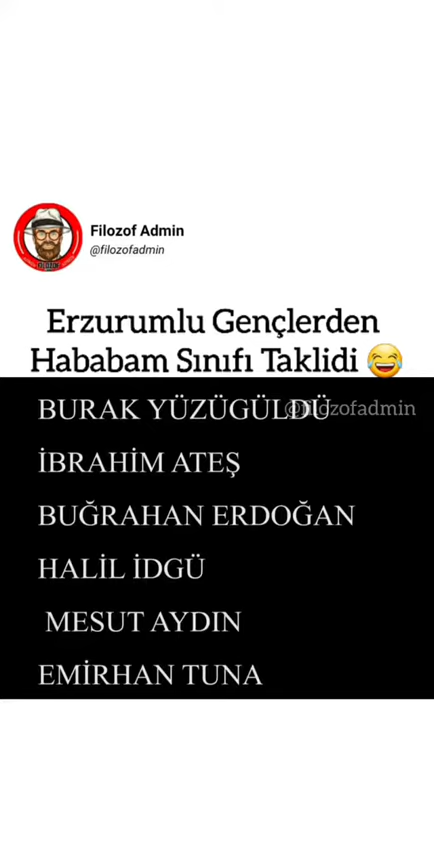 Filozof Admin
@filozofadmin
Erzurumlu Gençlerden
Hababam Sınıfı Taklidi 😂
BURAK YÜZÜGÜLDÜ
@filozofadmin
İBRAHİM ATEŞ
BUĞRAHAN ERDOĞAN
HALİL İDGÜ
MESUT AYDIN
EMİRHAN TUNA